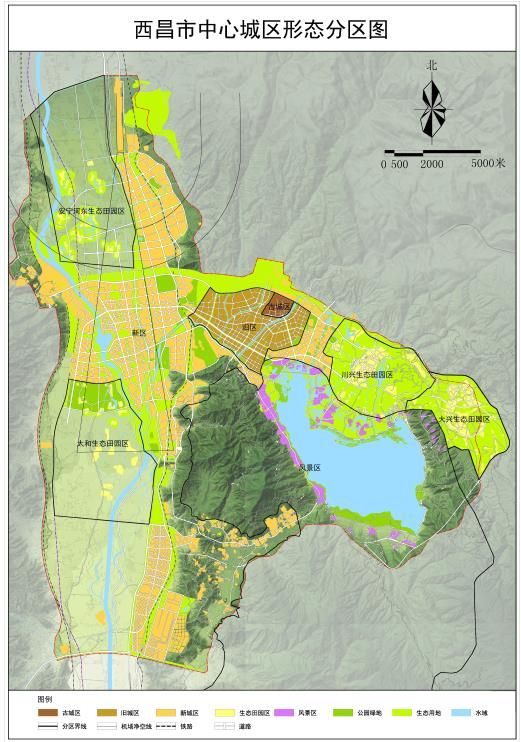 西昌市中心城区形态分区图
北
0 500 2000 5000米
安宁河东生态田园区
古城区
旧区
新区
川兴生态田园区
大兴生态田园区
太和生态田园区
风景区
图例
古城区 旧城区 新城区 生态田园区 风景区 公园绿地 生态用地 水域
分区界线 机场净空线 铁路 道路